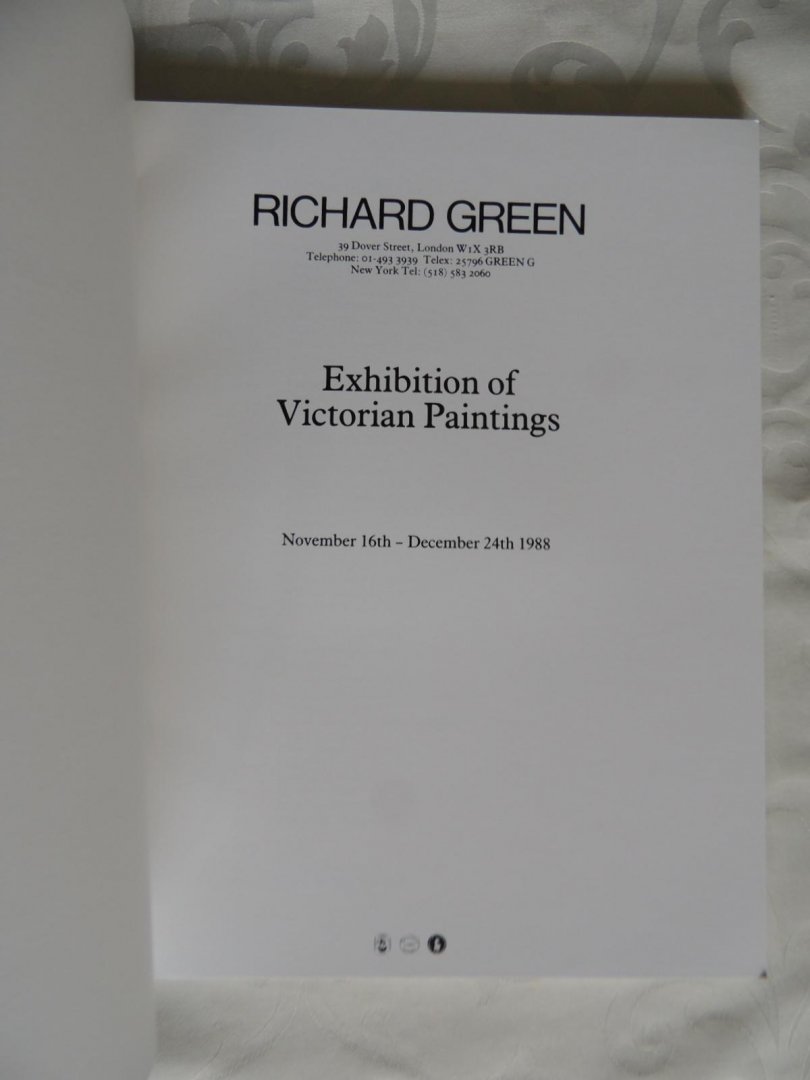 RICHARD GREEN
39 Dover Street, London W1X 3RB
Telephone: 01-493 3939 Telex: 25796 GREEN G
New York Tel: (518) 583 2060
Exhibition of
Victorian Paintings
November 16th – December 24th 1988